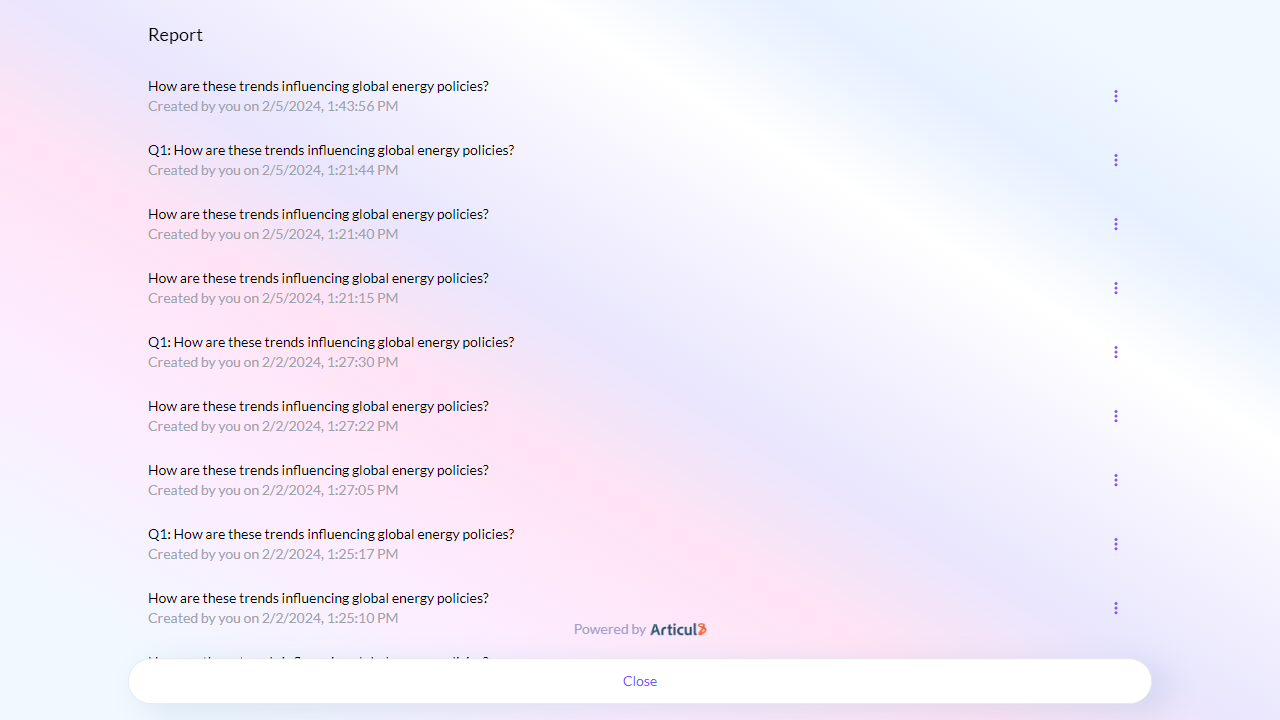 Report
How are these trends influencing global energy policies?
Created by you on 2/5/2024, 1:43:56 PM
Q1: How are these trends influencing global energy policies?
Created by you on 2/5/2024, 1:21:44 PM
How are these trends influencing global energy policies?
Created by you on 2/5/2024, 1:21:40 PM
How are these trends influencing global energy policies?
Created by you on 2/5/2024, 1:21:15 PM
Q1: How are these trends influencing global energy policies?
Created by you on 2/2/2024, 1:27:30 PM
How are these trends influencing global energy policies?
Created by you on 2/2/2024, 1:27:22 PM
How are these trends influencing global energy policies?
Created by you on 2/2/2024, 1:27:05 PM
Q1: How are these trends influencing global energy policies?
Created by you on 2/2/2024, 1:25:17 PM
How are these trends influencing global energy policies?
Created by you on 2/2/2024, 1:25:10 PM
Powered by Articul8
Close